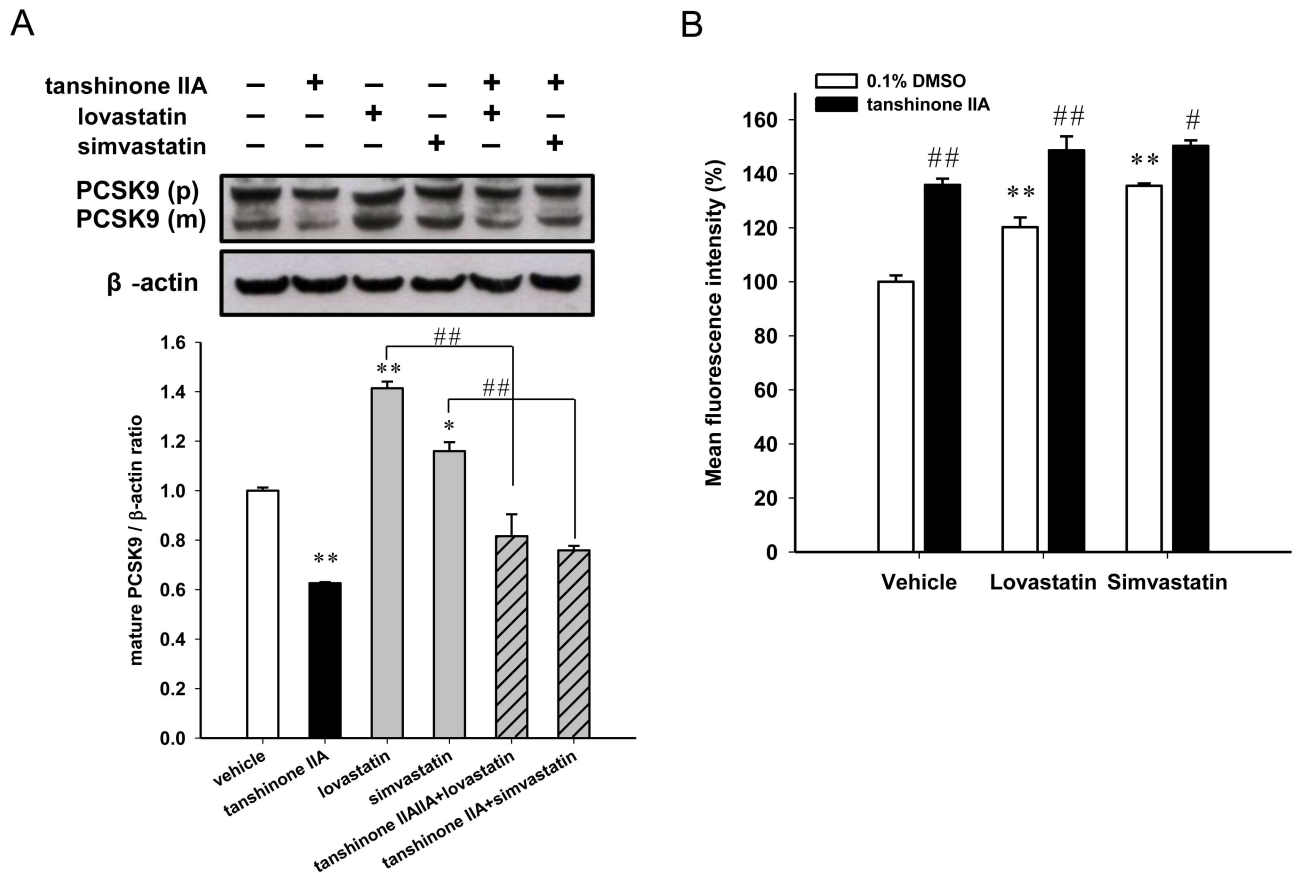 A
tanshinone IIA – + – – + +
lovastatin – – + – + –
simvastatin – – – + – +
PCSK9 (p)
PCSK9 (m)
β -actin
1.6
1.4
1.2
1.0
0.8
0.6
0.4
0.2
0.0
mature PCSK9 / β-actin ratio
**
**
*
##
##
vehicle
tanshinone IIA
lovastatin
simvastatin
tanshinone IIAIIA+lovastatin
tanshinone IIA+simvastatin
B
0.1% DMSO
tanshinone IIA
160
140
120
100
80
60
40
20
0
Mean fluorescence intensity (%)
##
**
##
**
#
Vehicle Lovastatin Simvastatin